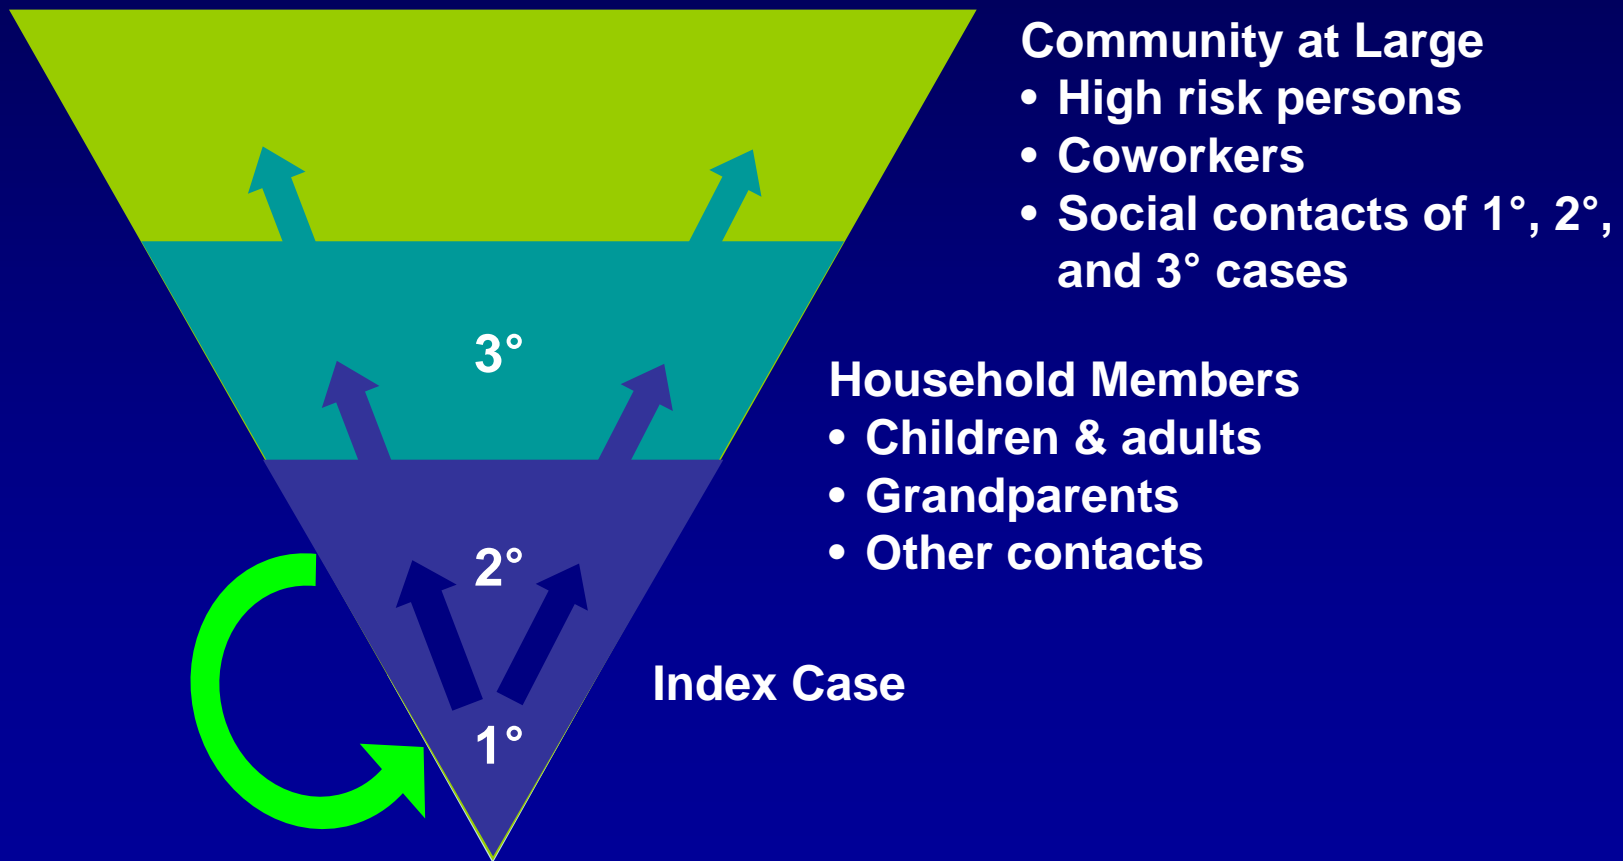 Community at Large
• High risk persons
• Coworkers
• Social contacts of 1°, 2°,
and 3° cases
3°
Household Members
• Children & adults
• Grandparents
• Other contacts
2°
Index Case
1°